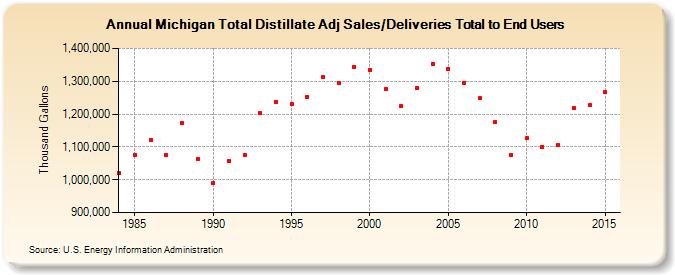 Annual Michigan Total Distillate Adj Sales/Deliveries Total to End Users
Thousand Gallons
1,400,000
1,300,000
1,200,000
1,100,000
1,000,000
900,000
1985 1990 1995 2000 2005 2010 2015
Source: U.S. Energy Information Administration